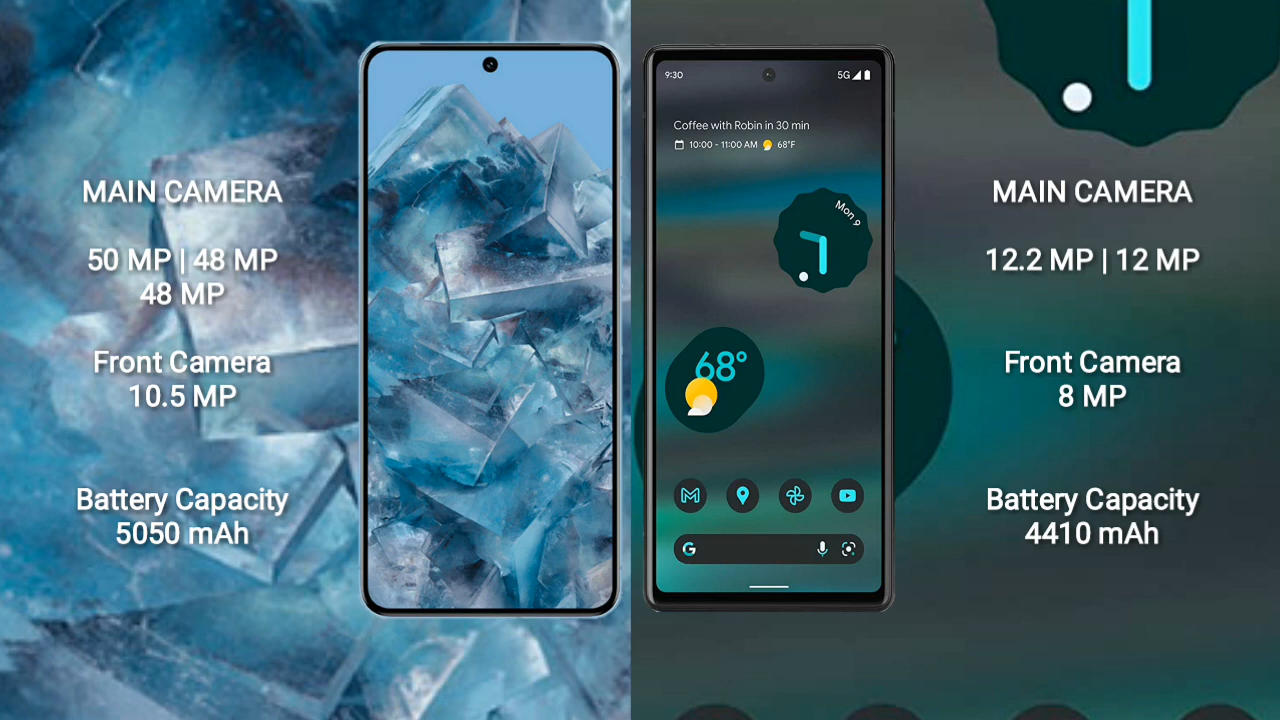 MAIN CAMERA
50 MP | 48 MP
48 MP
Front Camera
10.5 MP
Battery Capacity
5050 mAh
9:30
5G
Coffee with Robin in 30 min
10:00 - 11:00 AM 68°F
Mon 9
68°
G
MAIN CAMERA
12.2 MP | 12 MP
Front Camera
8 MP
Battery Capacity
4410 mAh